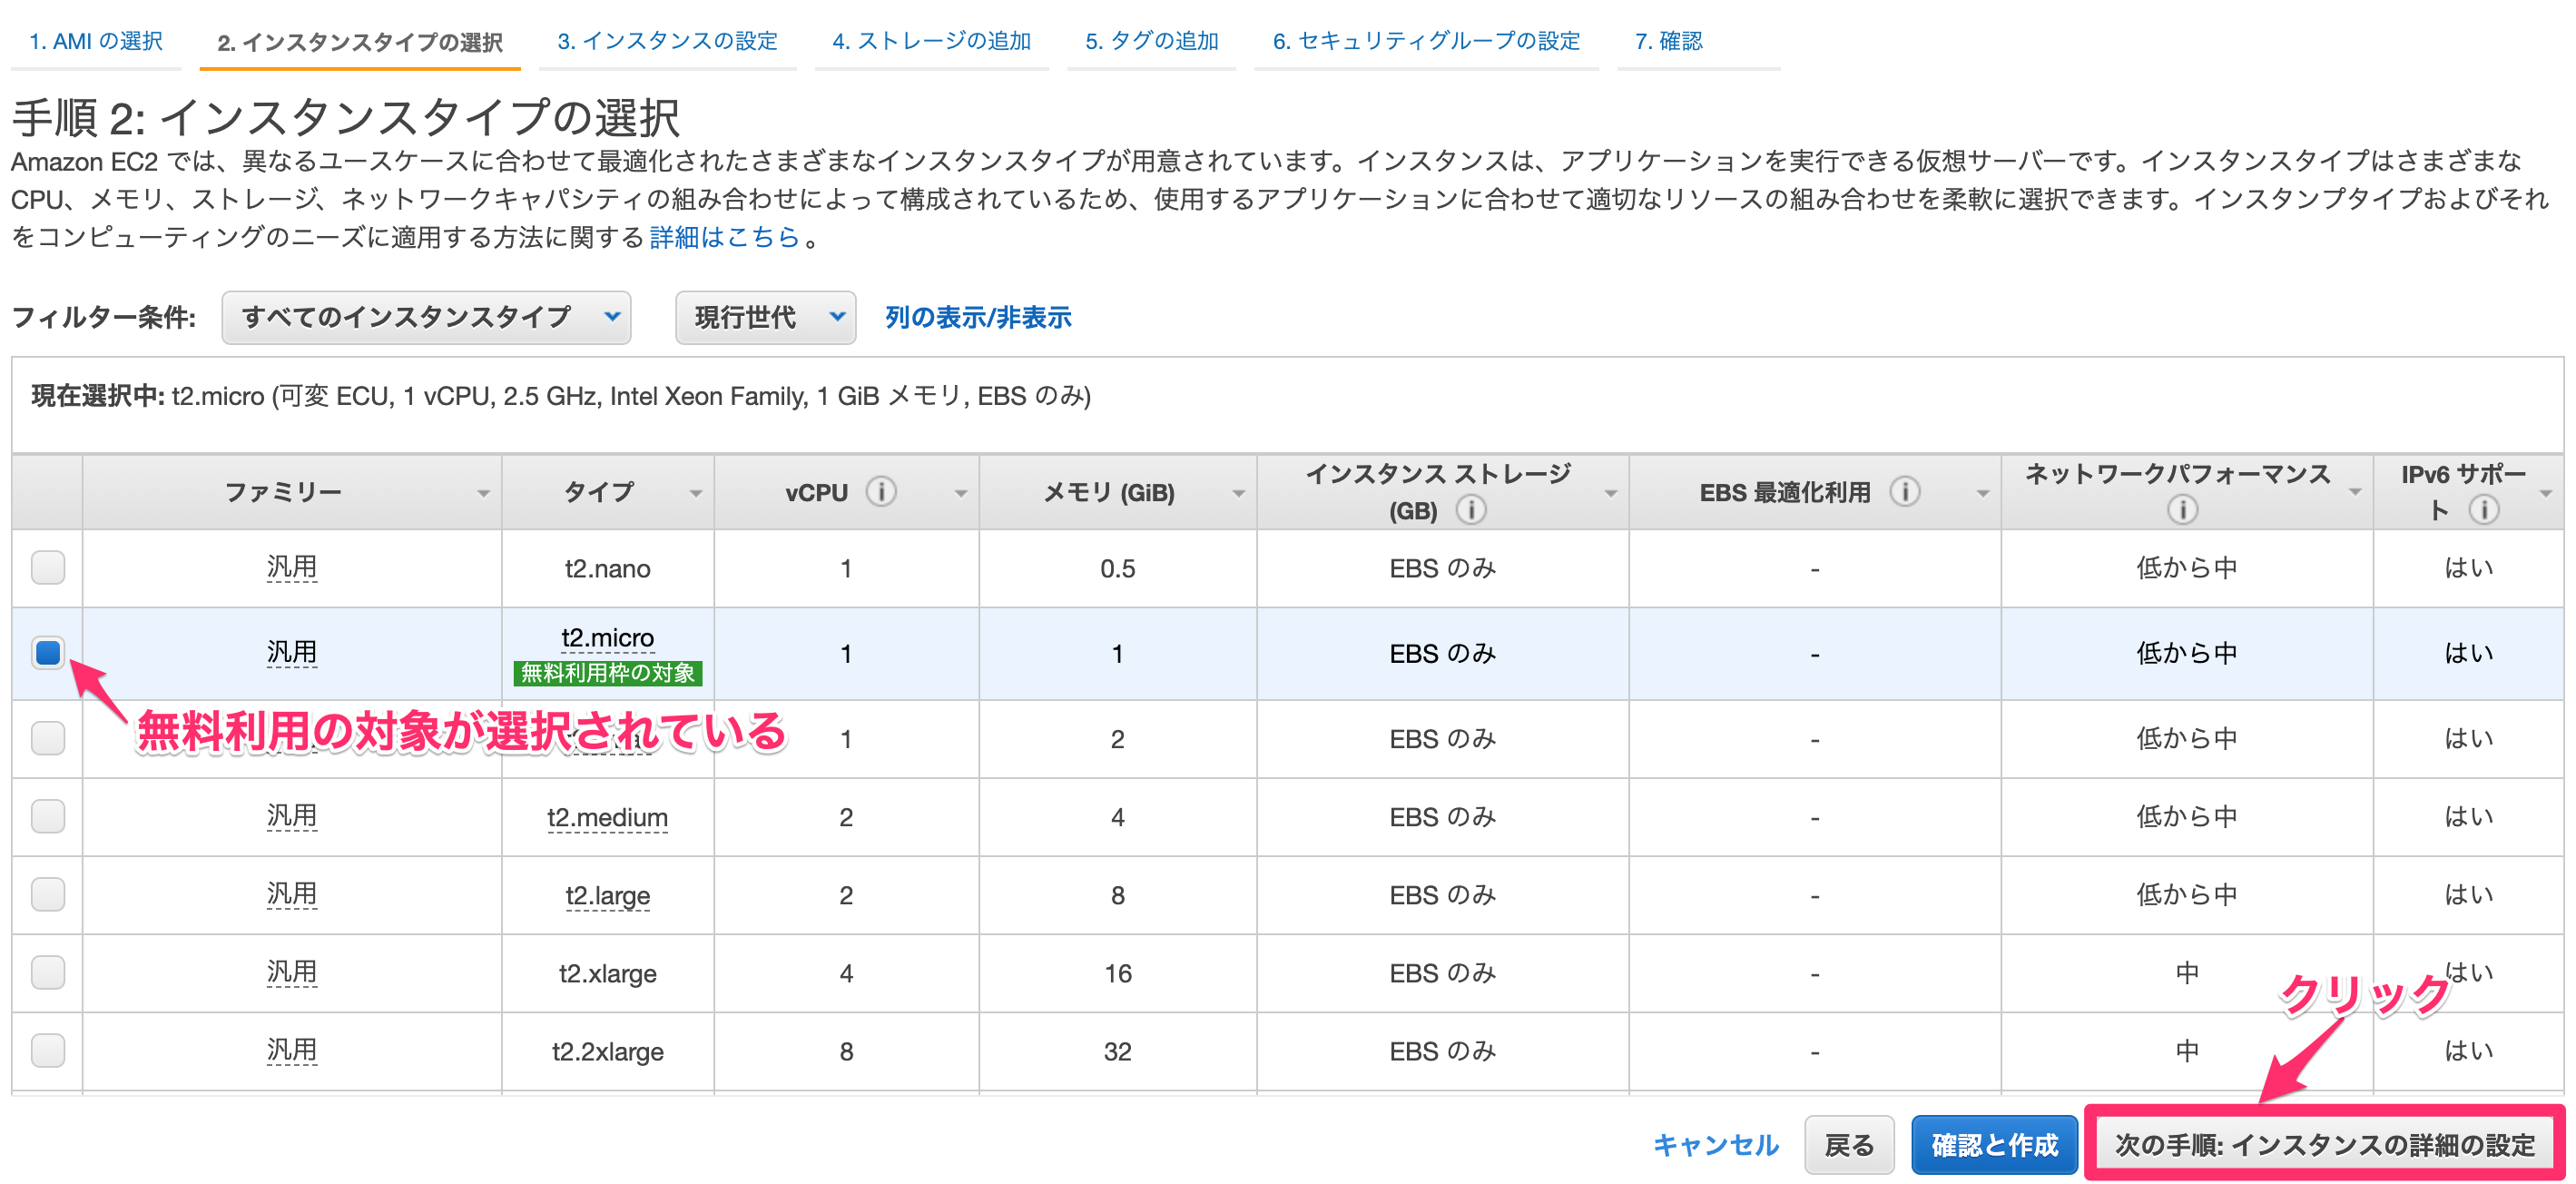 1. AMI の選択 2. インスタンスタイプの選択 3. インスタンスの設定 4. ストレージの追加 5. タグの追加 6. セキュリティグループの設定 7. 確認
手順 2: インスタンスタイプの選択
Amazon EC2 では、異なるユースケースに合わせて最適化されたさまざまなインスタンスタイプが用意されています。インスタンスは、アプリケーションを実行できる仮想サーバーです。インスタンスタイプはさまざまな
CPU、メモリ、ストレージ、ネットワークキャパシティの組み合わせによって構成されているため、使用するアプリケーションに合わせて適切なリソースの組み合わせを柔軟に選択できます。インスタンプタイプおよびそれ
をコンピューティングのニーズに適用する方法に関する 詳細はこちら 。
フィルター条件: すべてのインスタンスタイプ 現行世代 列の表示/非表示
現在選択中: t2.micro (可変 ECU, 1 vCPU, 2.5 GHz, Intel Xeon Family, 1 GiB メモリ, EBS のみ)
ファミリー タイプ vCPU メモリ (GiB) インスタンス ストレージ (GB) EBS 最適化利用 ネットワークパフォーマンス IPv6 サポート
汎用 t2.nano 1 0.5 EBS のみ - 低から中 はい
汎用 t2.micro 1 1 EBS のみ - 低から中 はい
無料利用枠の対象
無料利用の対象が選択されている
1 2 EBS のみ - 低から中 はい
汎用 t2.medium 2 4 EBS のみ - 低から中 はい
汎用 t2.large 2 8 EBS のみ - 低から中 はい
汎用 t2.xlarge 4 16 EBS のみ - 中 はい
クリック
汎用 t2.2xlarge 8 32 EBS のみ - 中 はい
キャンセル 戻る 確認と作成 次の手順: インスタンスの詳細の設定